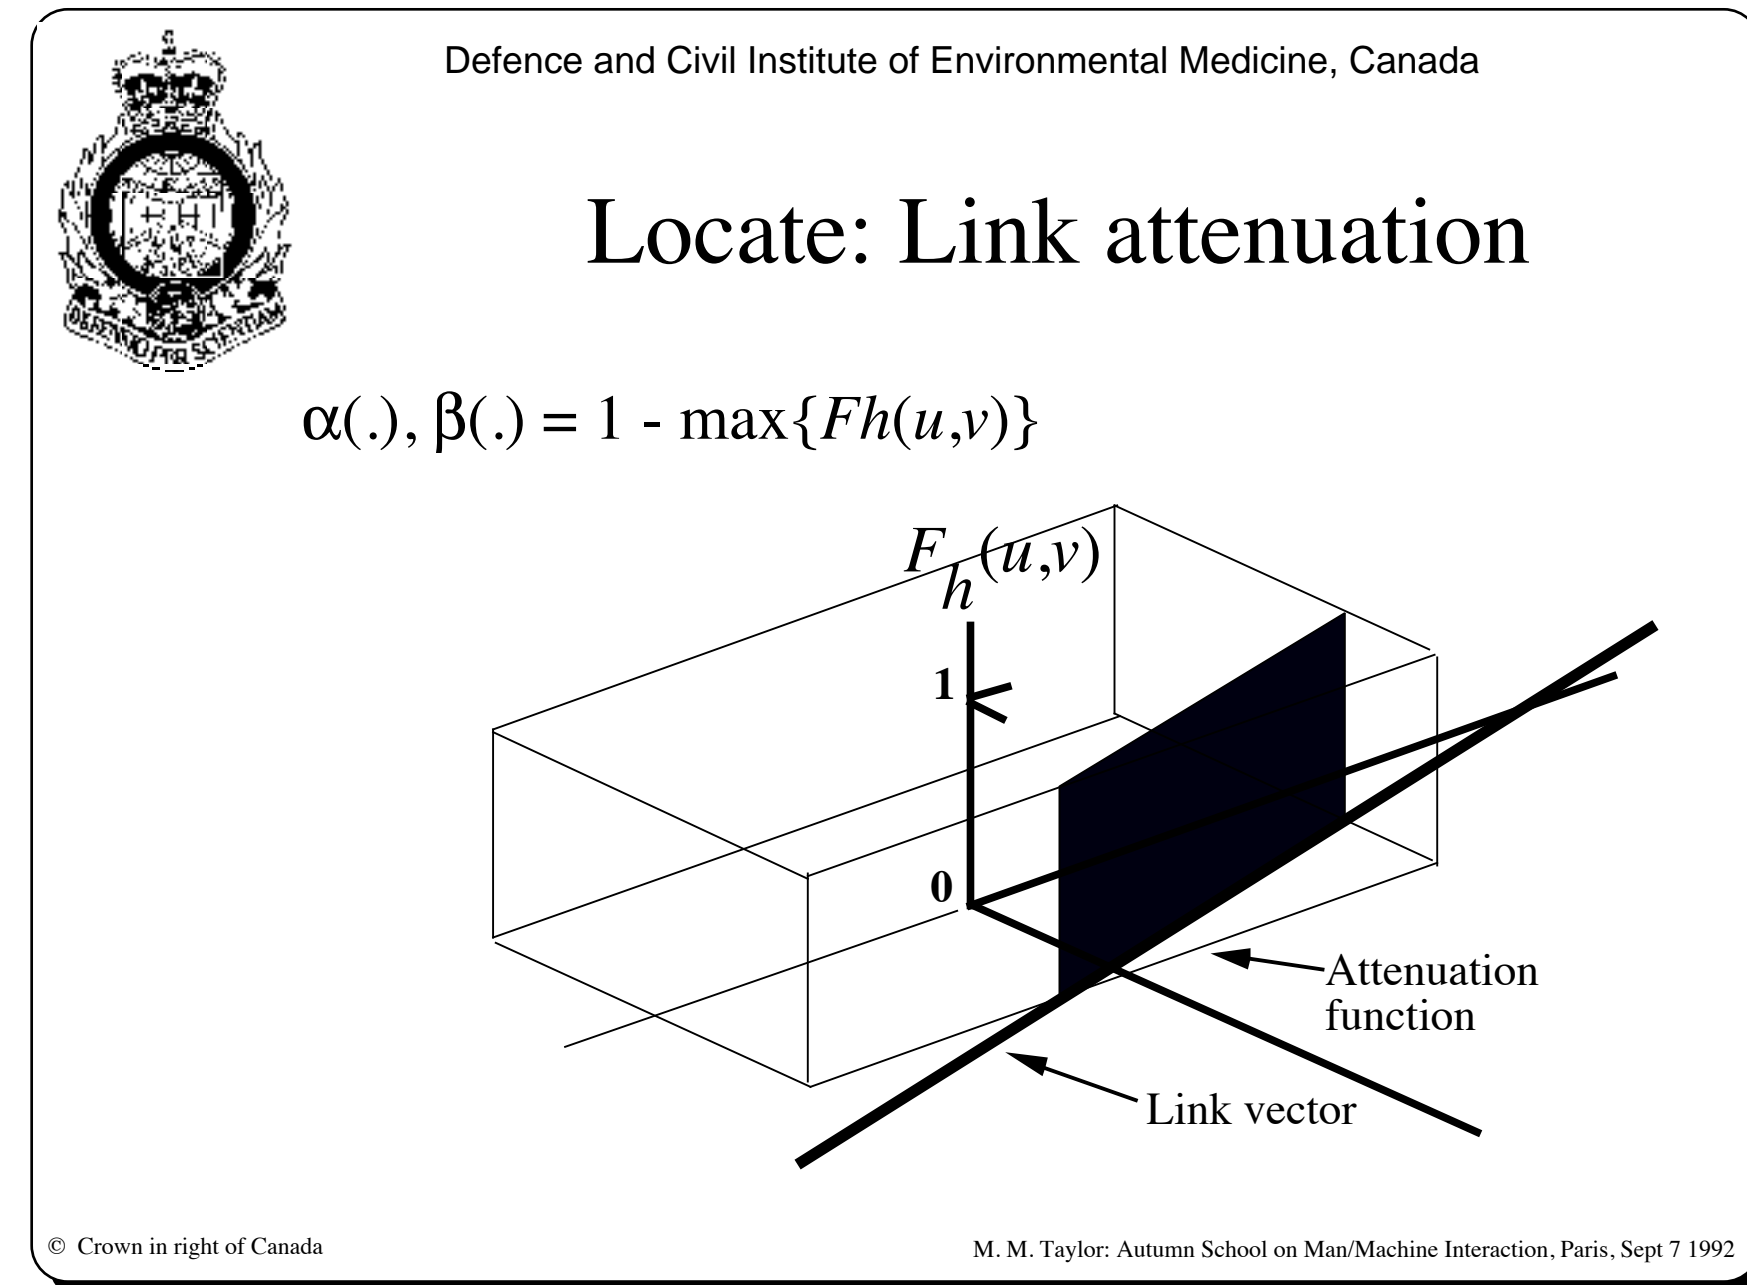 Defence and Civil Institute of Environmental Medicine, Canada
Locate: Link attenuation
α(.), β(.) = 1 - max{Fh(u,v)}
F_h(u,v)
1
0
Attenuation
function
Link vector
© Crown in right of Canada
M. M. Taylor: Autumn School on Man/Machine Interaction, Paris, Sept 7 1992